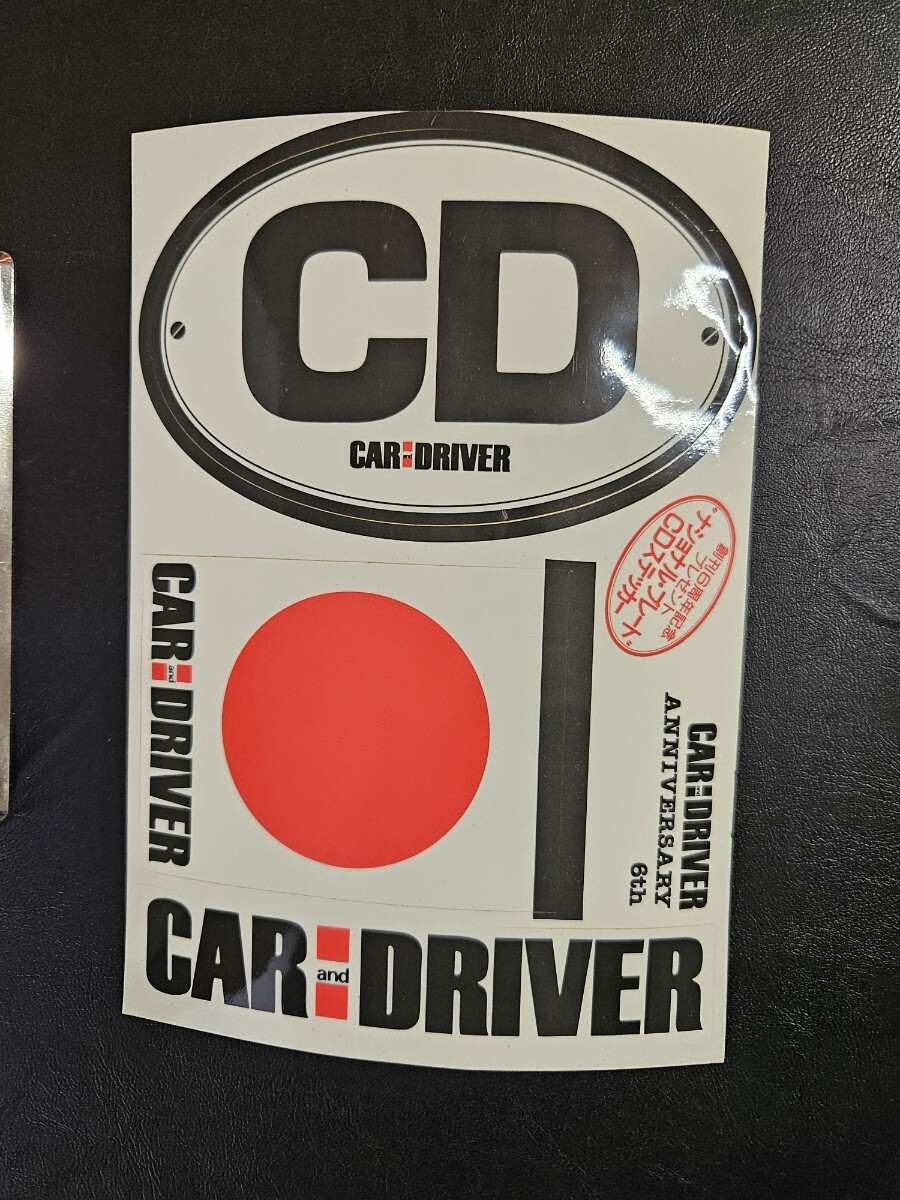 CD
CAR and DRIVER
創刊6周年記念
プレゼント
"ナショナル・プレート
CDステッカー"
CAR and DRIVER
CAR and DRIVER
ANNIVERSARY
6th
CAR and DRIVER